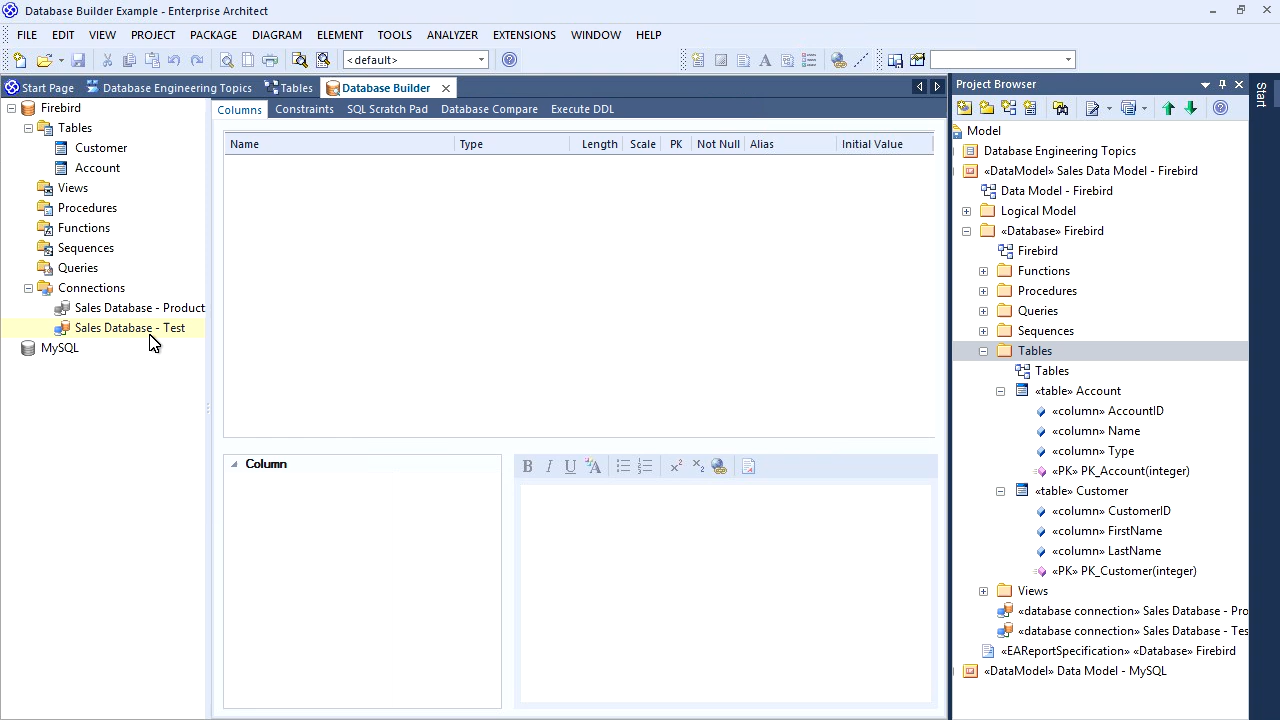 Database Builder Example - Enterprise Architect
FILE EDIT VIEW PROJECT PACKAGE DIAGRAM ELEMENT TOOLS ANALYZER EXTENSIONS WINDOW HELP
<default>
Start Page Database Engineering Topics Tables Database Builder
Firebird
Tables
Customer
Account
Views
Procedures
Functions
Sequences
Queries
Connections
Sales Database - Product
Sales Database - Test
MySQL
Columns Constraints SQL Scratch Pad Database Compare Execute DDL
Name Type Length Scale PK Not Null Alias Initial Value
Column
B I U A x² x₂
Project Browser
Model
Database Engineering Topics
«DataModel» Sales Data Model - Firebird
Data Model - Firebird
Logical Model
«Database» Firebird
Firebird
Functions
Procedures
Queries
Sequences
Tables
Tables
«table» Account
«column» AccountID
«column» Name
«column» Type
«PK» PK_Account(integer)
«table» Customer
«column» CustomerID
«column» FirstName
«column» LastName
«PK» PK_Customer(integer)
Views
«database connection» Sales Database - Pro
«database connection» Sales Database - Tes
«EAReportSpecification» «Database» Firebird
«DataModel» Data Model - MySQL
Start